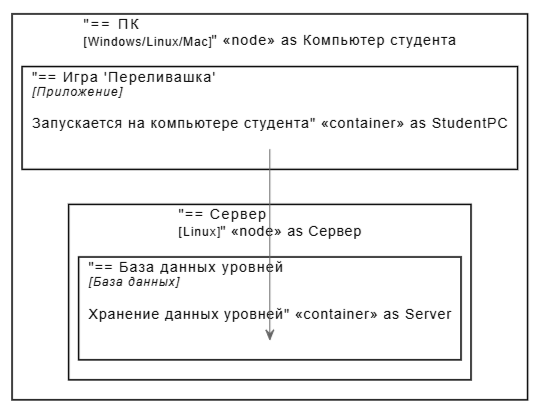 "== ПК
[Windows/Linux/Mac]" «node» as Компьютер студента
"== Игра 'Переливашка'
[Приложение]
Запускается на компьютере студента" «container» as StudentPC
"== Сервер
[Linux]" «node» as Сервер
"== База данных уровней
[База данных]
Хранение данных уровней" «container» as Server